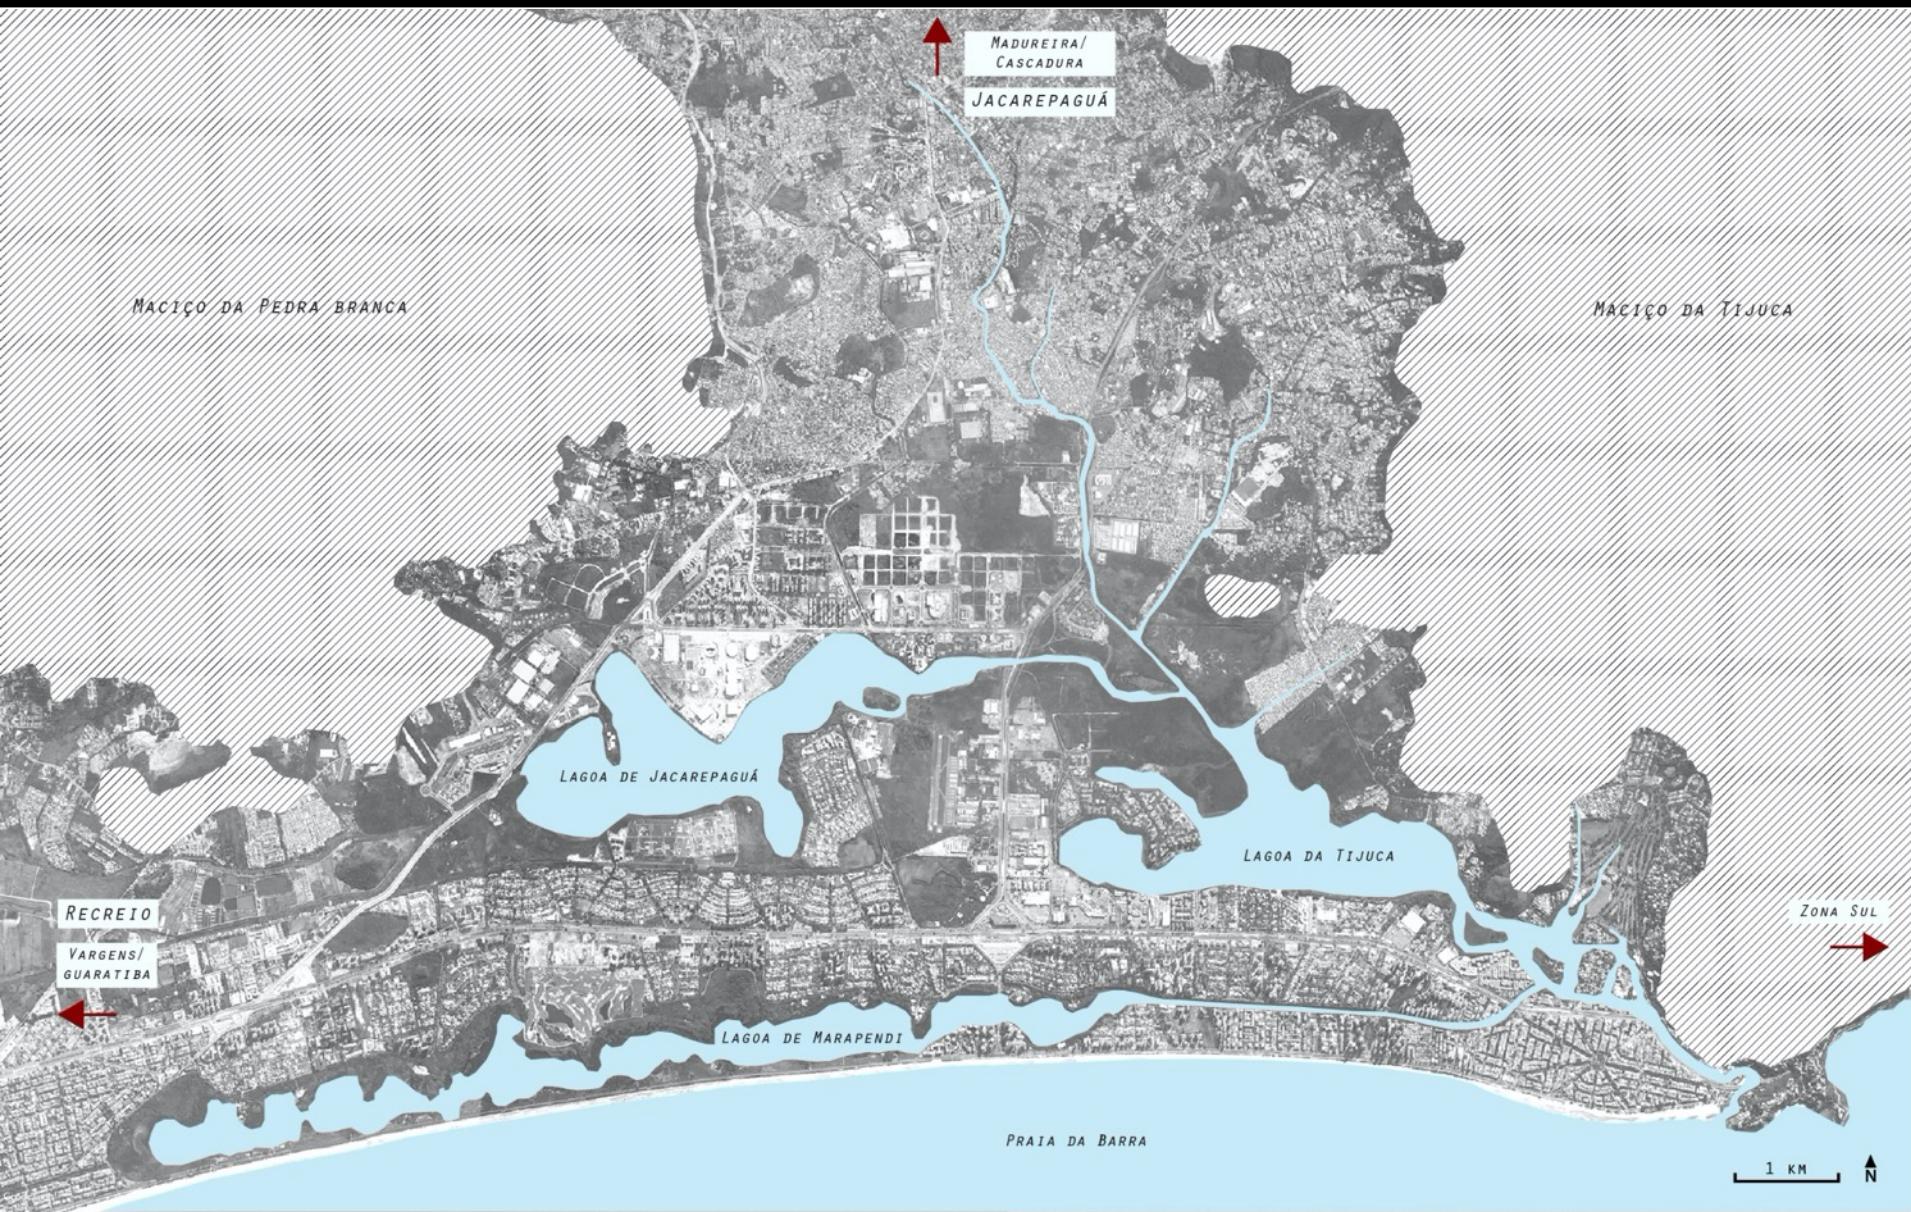 MADUREIRA/
CASCADURA
JACAREPAGUÁ
MACIÇO DA PEDRA BRANCA
MACIÇO DA TIJUCA
LAGOA DE JACAREPAGUÁ
LAGOA DA TIJUCA
RECREIO
VARGENS/
GUARATIBA
ZONA SUL
LAGOA DE MARAPENDI
PRAIA DA BARRA
1 KM
N